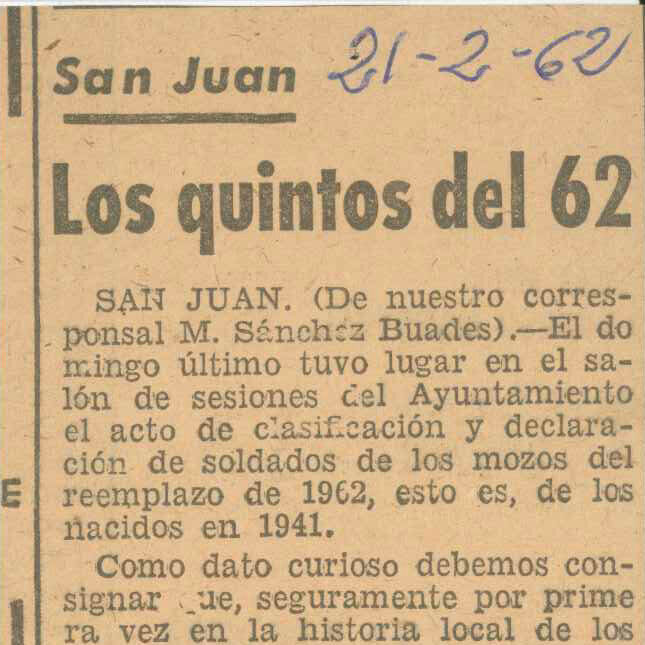 San Juan 21-2-62
Los quintos del 62
SAN JUAN. (De nuestro corres-
ponsal M. Sánchez Buades).—El do
mingo último tuvo lugar en el sa-
lón de sesiones del Ayuntamiento
el acto de clasificación y declara-
ción de soldados de los mozos del
E
reemplazo de 1962, esto es, de los
nacidos en 1941.
Como dato curioso debemos con-
signar que, seguramente por prime
ra vez en la historia local de los